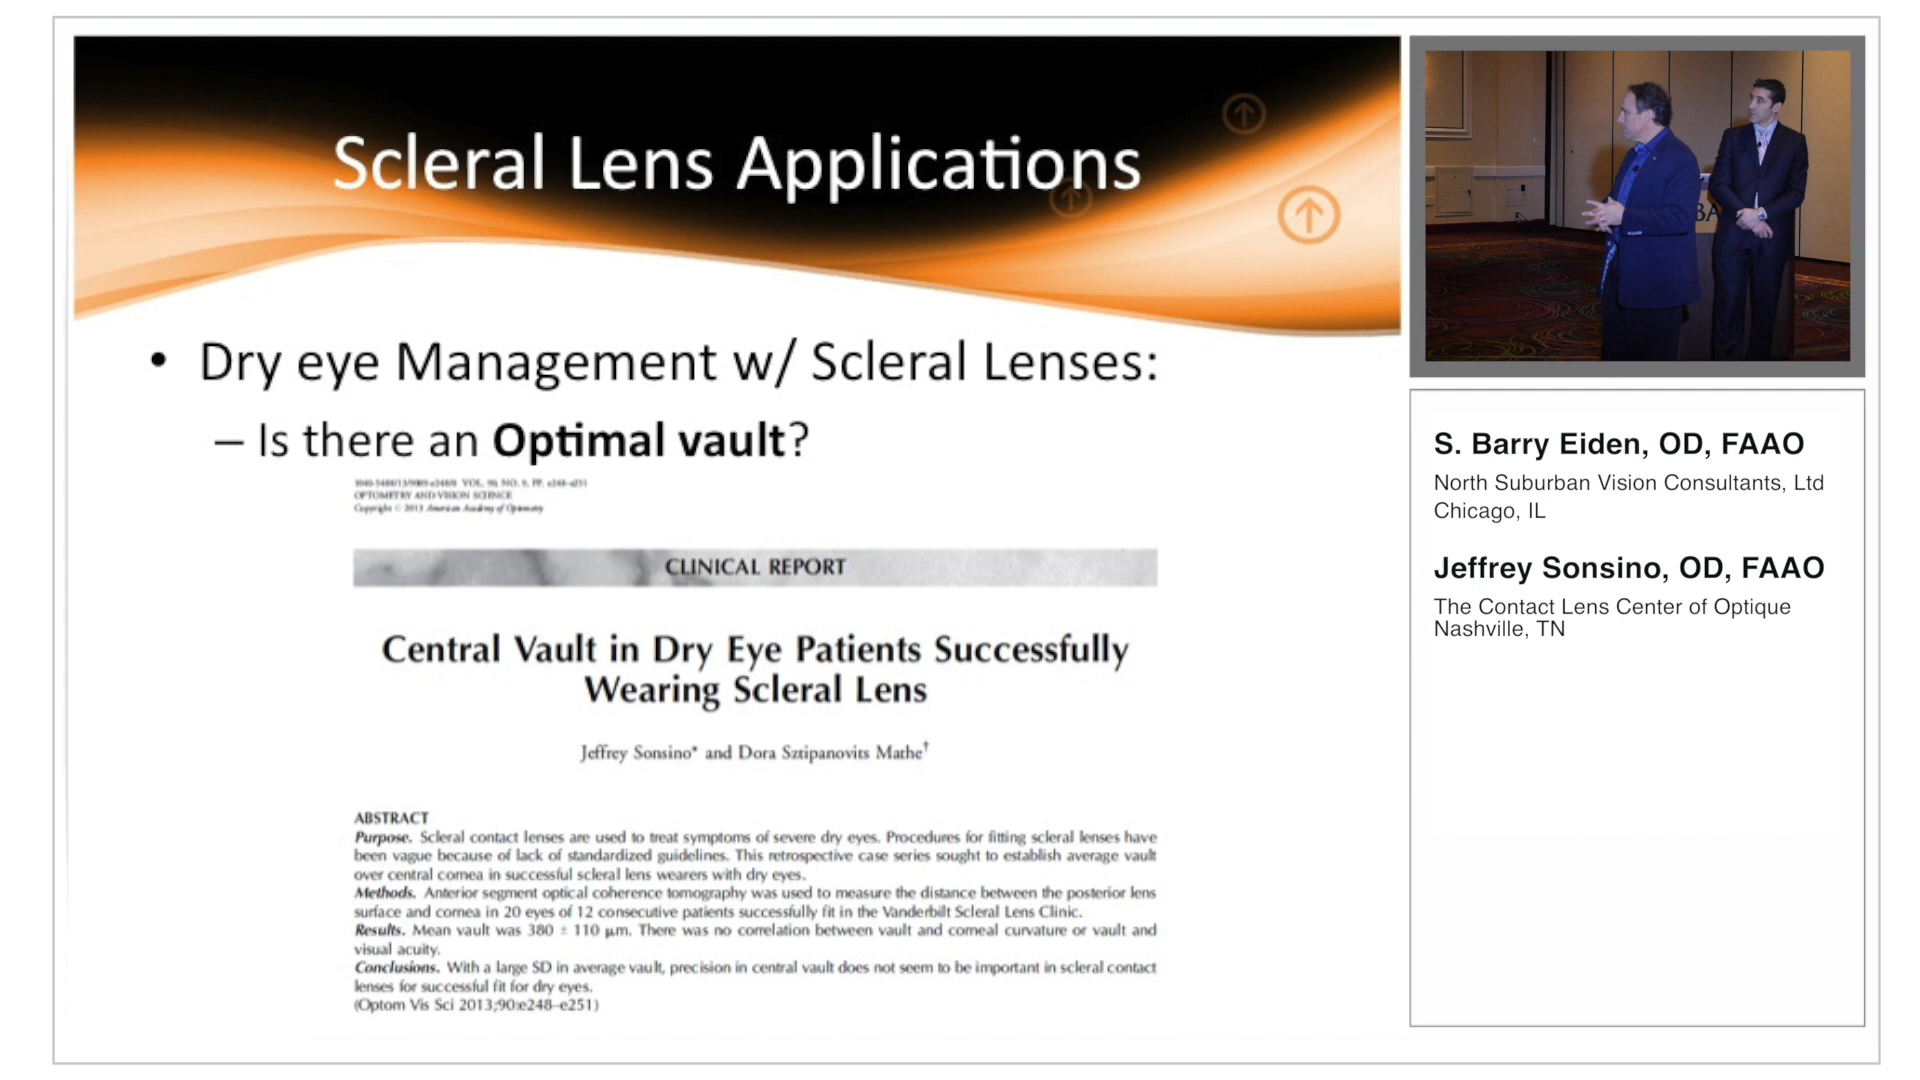 Scleral Lens Applications
• Dry eye Management w/ Scleral Lenses:
– Is there an Optimal vault?
VOL. 90, NO. 9, PP. e248–e251
OPTOMETRY AND VISION SCIENCE
Copyright © 2013 American Academy of Optometry
CLINICAL REPORT
Central Vault in Dry Eye Patients Successfully
Wearing Scleral Lens
Jeffrey Sonsino* and Dora Sztipanovits Mathe†
ABSTRACT
Purpose. Scleral contact lenses are used to treat symptoms of severe dry eyes. Procedures for fitting scleral lenses have
been vague because of lack of standardized guidelines. This retrospective case series sought to establish average vault
over central cornea in successful scleral lens wearers with dry eyes.
Methods. Anterior segment optical coherence tomography was used to measure the distance between the posterior lens
surface and cornea in 20 eyes of 12 consecutive patients successfully fit in the Vanderbilt Scleral Lens Clinic.
Results. Mean vault was 380 ± 110 μm. There was no correlation between vault and corneal curvature or vault and
visual acuity.
Conclusions. With a large SD in average vault, precision in central vault does not seem to be important in scleral contact
lenses for successful fit for dry eyes.
(Optom Vis Sci 2013;90:e248–e251)
BA
S. Barry Eiden, OD, FAAO
North Suburban Vision Consultants, Ltd
Chicago, IL
Jeffrey Sonsino, OD, FAAO
The Contact Lens Center of Optique
Nashville, TN